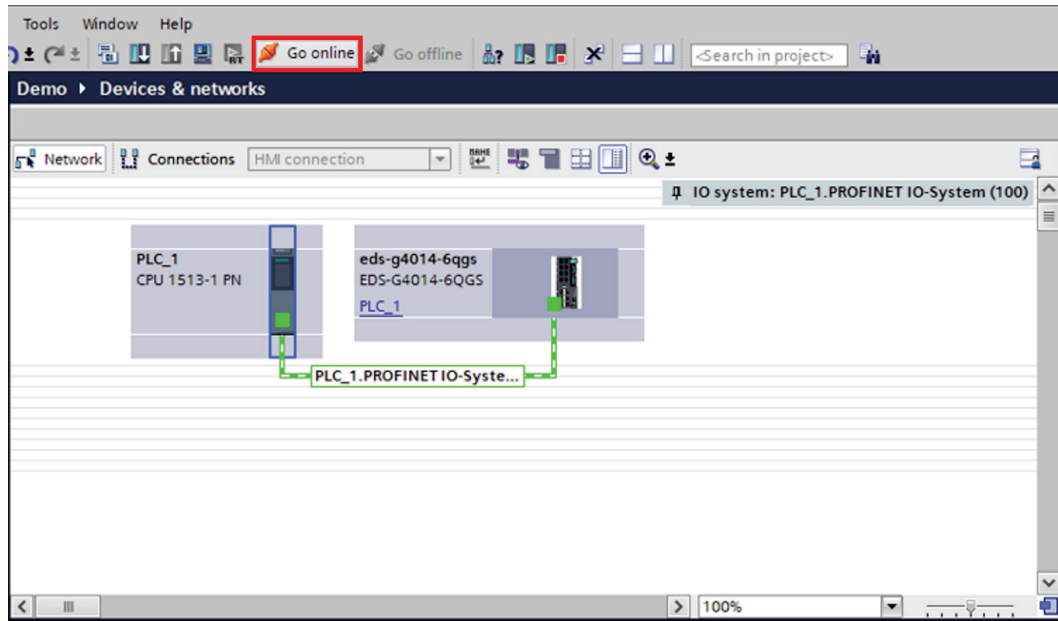 Tools Window Help
Go online Go offline <Search in project>
Demo Devices & networks
Network Connections HMI connection
IO system: PLC_1.PROFINET IO-System (100)
PLC_1
CPU 1513-1 PN
eds-g4014-6qgs
EDS-G4014-6QGS
PLC_1
PLC_1.PROFINET IO-Syste...
100%